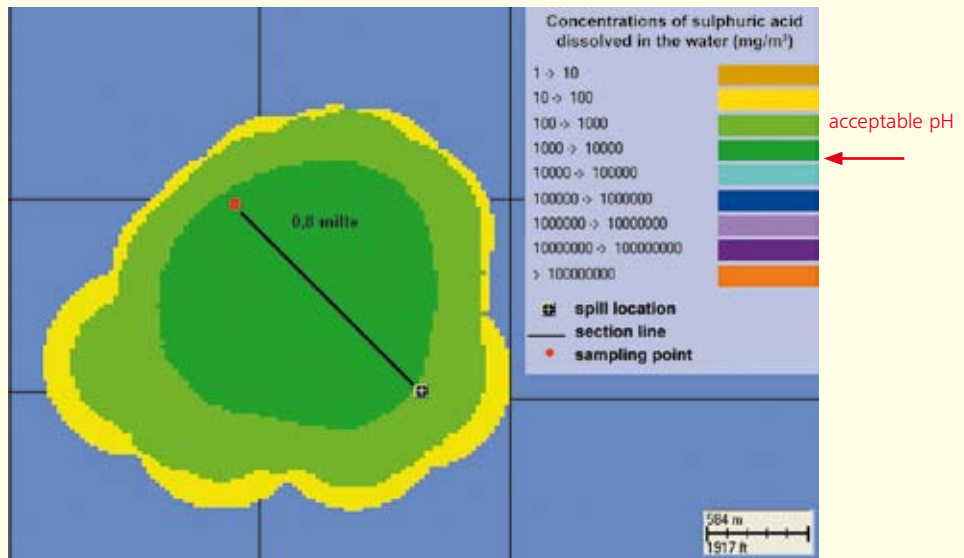 Concentrations of sulphuric acid
dissolved in the water (mg/m³)
1 -> 10
10 -> 100
100 -> 1000
1000 -> 10000
10000 -> 100000
100000 -> 1000000
1000000 -> 10000000
10000000 -> 100000000
> 100000000
spill location
section line
sampling point
acceptable pH
0,8 mille
584 m
1917 ft